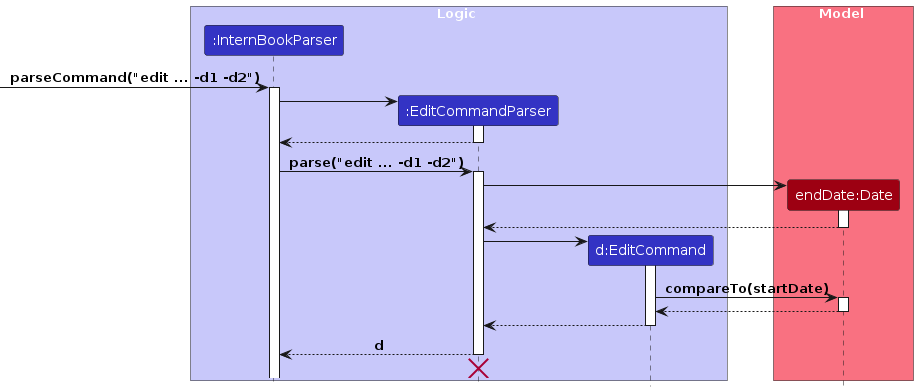 Logic
Model
:InternBookParser
parseCommand("edit ... -d1 -d2")
:EditCommandParser
parse("edit ... -d1 -d2")
endDate:Date
d:EditCommand
compareTo(startDate)
d